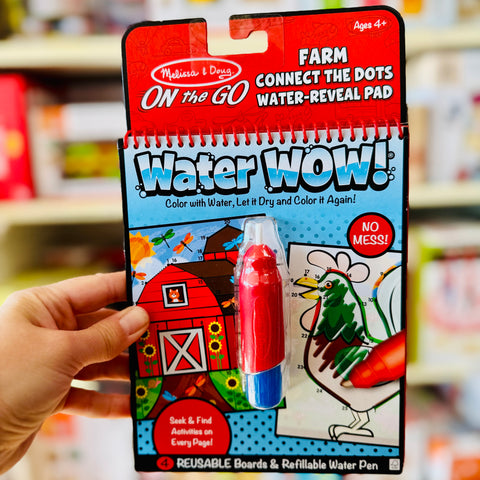 Ages 4+
Melissa & Doug
ON the GO
FARM
CONNECT THE DOTS
WATER-REVEAL PAD
Water WOW!
Color with Water, Let it Dry and Color it Again!
NO
MESS!
Seek & Find
Activities on
Every Page!
4 REUSABLE Boards & Refillable Water Pen